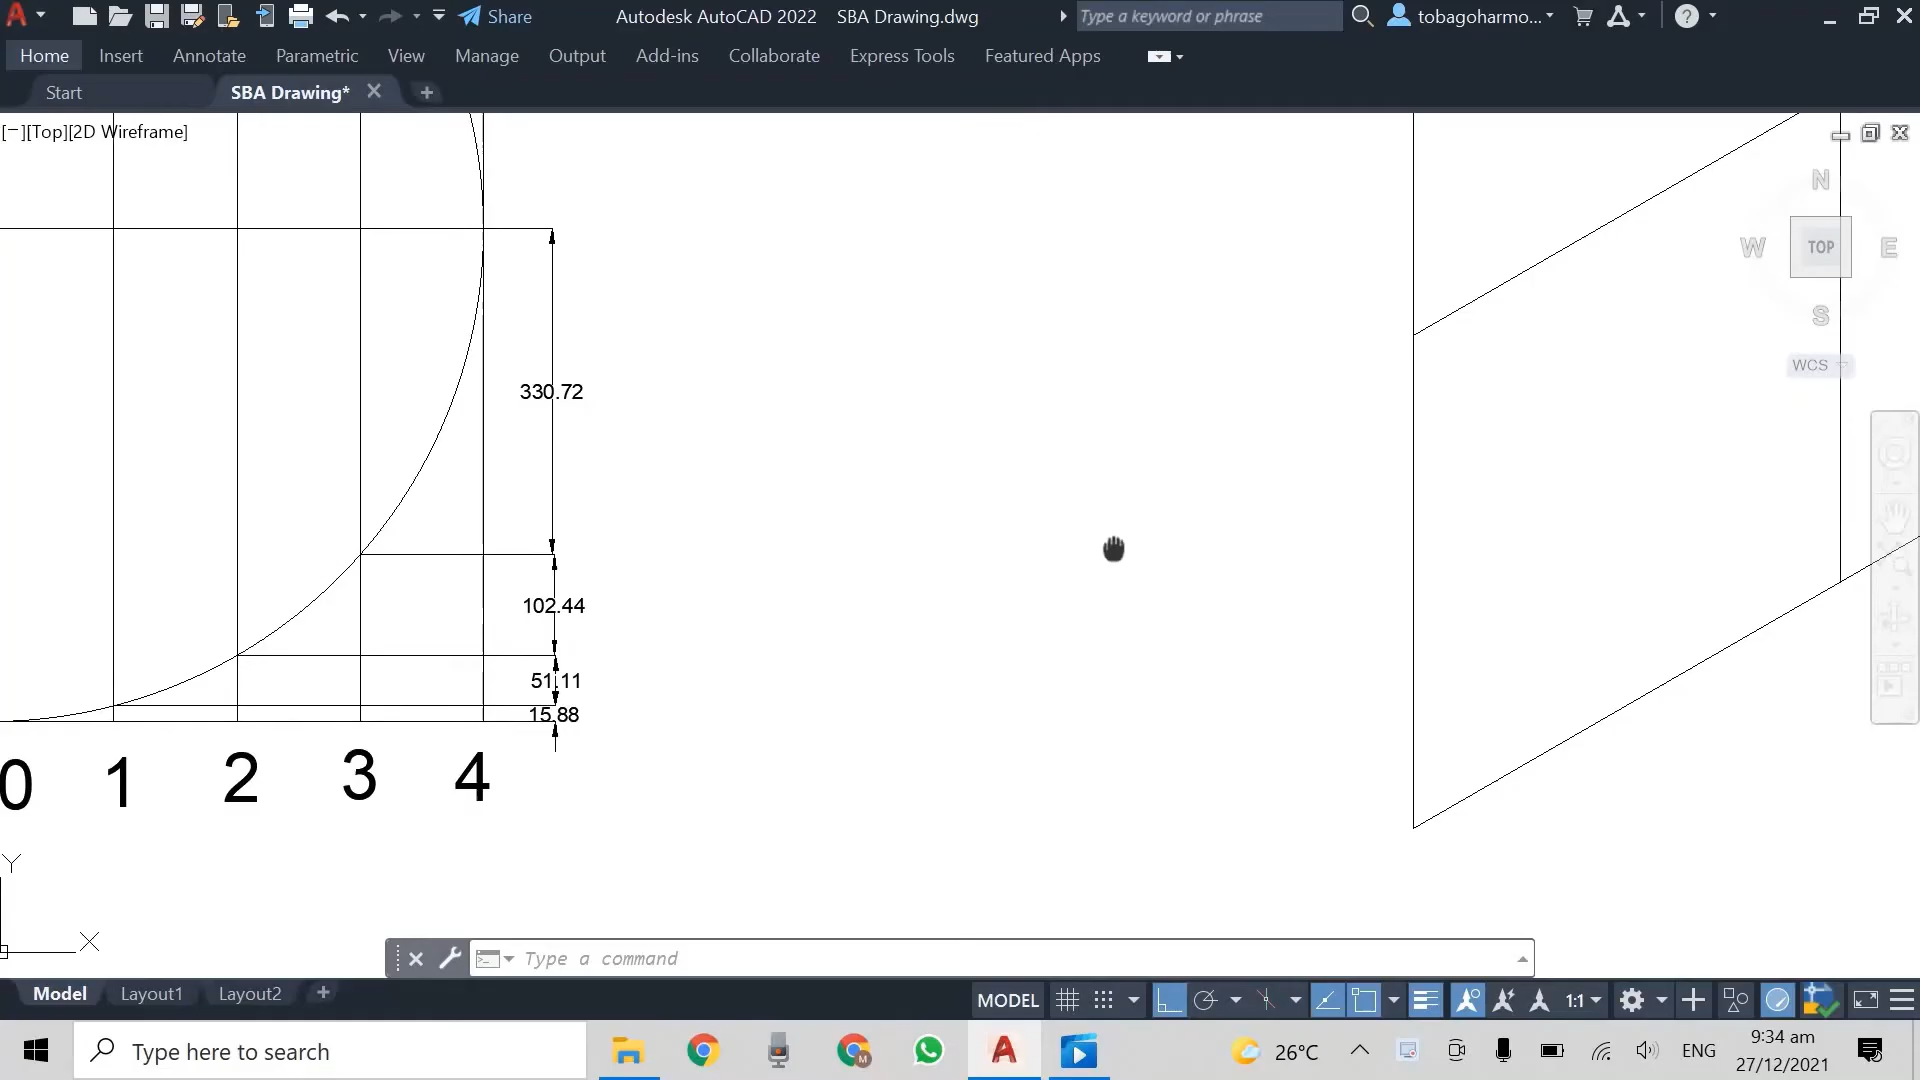 Share
Autodesk AutoCAD 2022 SBA Drawing.dwg
Type a keyword or phrase
tobagoharmo...
Home Insert Annotate Parametric View Manage Output Add-ins Collaborate Express Tools Featured Apps
Start
SBA Drawing*
[−][Top][2D Wireframe]
N
W TOP E
S
WCS
330.72
102.44
51.11
15.88
0 1 2 3 4
Y
X
Type a command
Model Layout1 Layout2
MODEL 1:1
Type here to search
26°C
ENG
9:34 am
27/12/2021